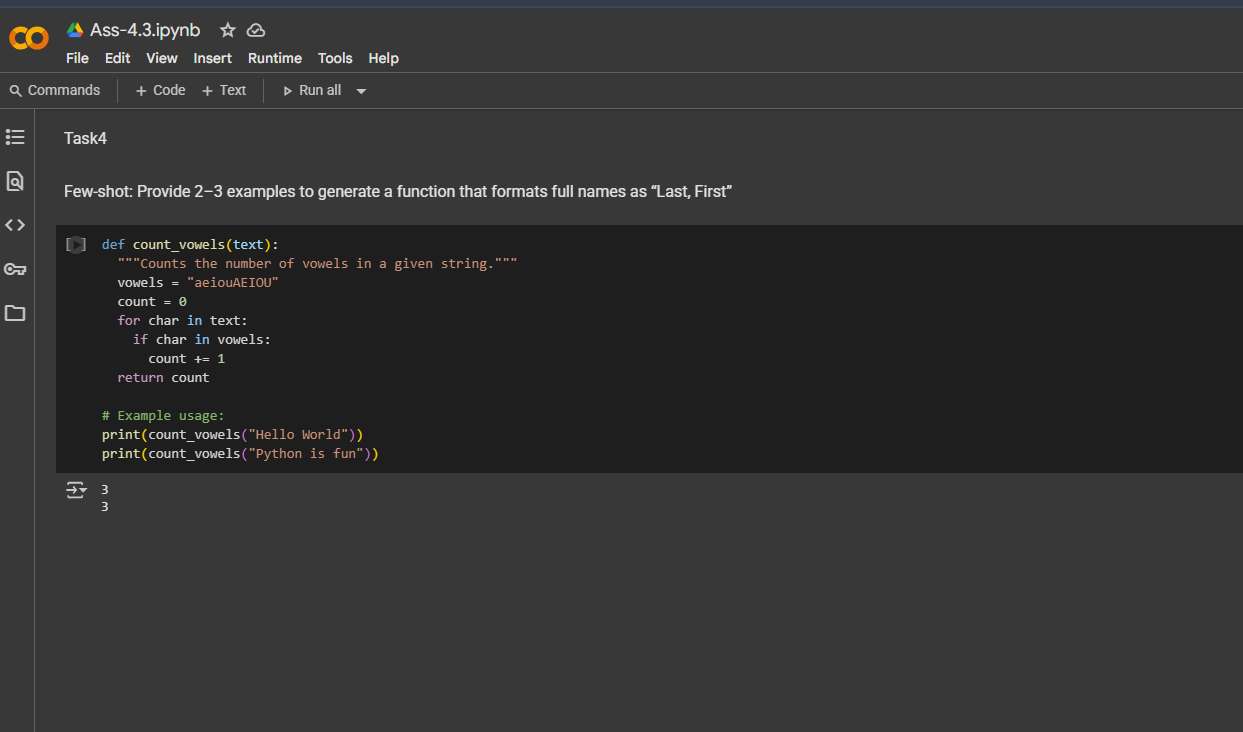 Ass-4.3.ipynb
File Edit View Insert Runtime Tools Help
Commands + Code + Text Run all
Task4
Few-shot: Provide 2–3 examples to generate a function that formats full names as “Last, First”
[ ] def count_vowels(text):
  """Counts the number of vowels in a given string."""
  vowels = "aeiouAEIOU"
  count = 0
  for char in text:
    if char in vowels:
      count += 1
  return count
# Example usage:
print(count_vowels("Hello World"))
print(count_vowels("Python is fun"))
3
3